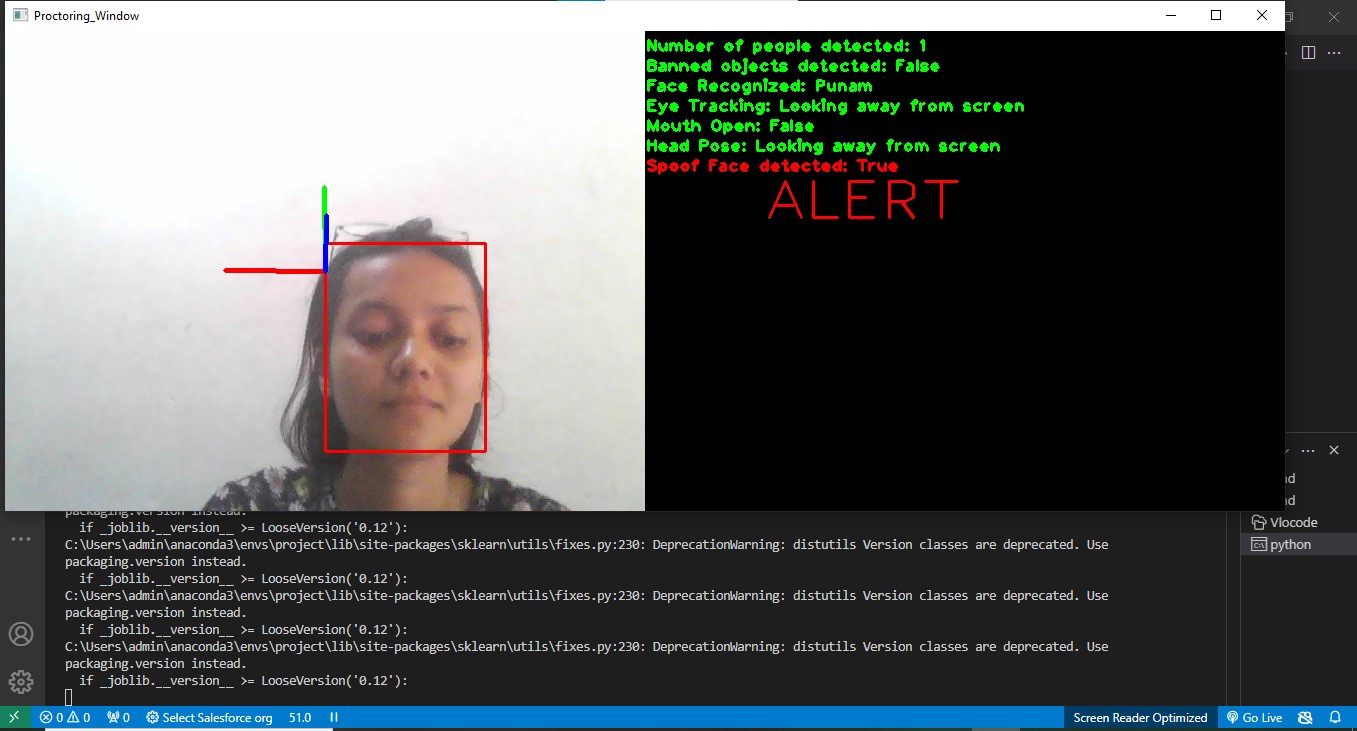 Proctoring_Window
Number of people detected: 1
Banned objects detected: False
Face Recognized: Punam
Eye Tracking: Looking away from screen
Mouth Open: False
Head Pose: Looking away from screen
Spoof Face detected: True
ALERT
packaging.version instead.
if _joblib.__version__ >= LooseVersion('0.12'):
C:\Users\admin\anaconda3\envs\project\lib\site-packages\sklearn\utils\fixes.py:230: DeprecationWarning: distutils Version classes are deprecated. Use
packaging.version instead.
if _joblib.__version__ >= LooseVersion('0.12'):
C:\Users\admin\anaconda3\envs\project\lib\site-packages\sklearn\utils\fixes.py:230: DeprecationWarning: distutils Version classes are deprecated. Use
packaging.version instead.
if _joblib.__version__ >= LooseVersion('0.12'):
C:\Users\admin\anaconda3\envs\project\lib\site-packages\sklearn\utils\fixes.py:230: DeprecationWarning: distutils Version classes are deprecated. Use
packaging.version instead.
if _joblib.__version__ >= LooseVersion('0.12'):
Vlocode
python
0 0 0 Select Salesforce org 51.0 Screen Reader Optimized Go Live